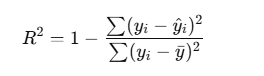 R² = 1 − ∑(yᵢ − ŷᵢ)² / ∑(yᵢ − ȳ)²